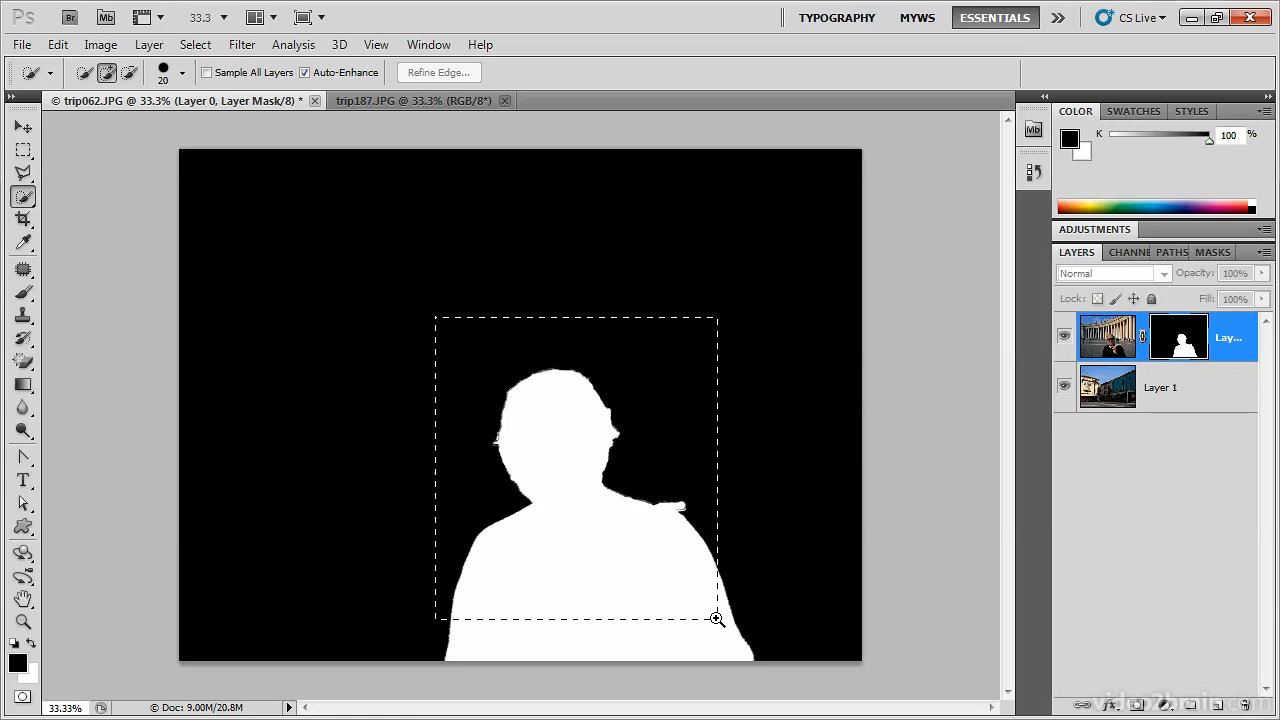 Ps Br Mb 33.3 TYPOGRAPHY MYWS ESSENTIALS CS Live
File Edit Image Layer Select Filter Analysis 3D View Window Help
20 Sample All Layers Auto-Enhance Refine Edge...
© trip062.JPG @ 33.3% (Layer 0, Layer Mask/8) * trip187.JPG @ 33.3% (RGB/8*)
COLOR SWATCHES STYLES
Mb
K 100 %
ADJUSTMENTS
LAYERS CHANNE PATHS MASKS
Normal Opacity: 100%
Lock: Fill: 100%
Lay...
Layer 1
T
33.33% © Doc: 9.00M/20.8M
video2brain.com